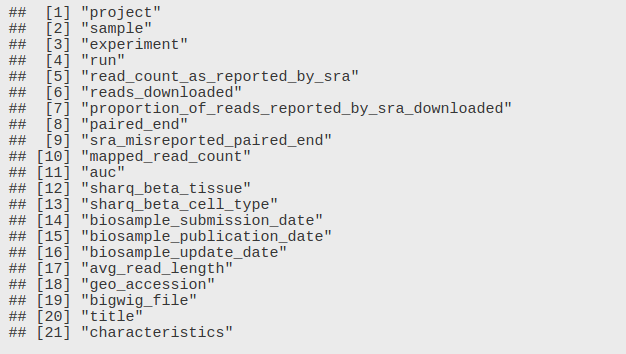 ##  [1] "project"
##  [2] "sample"
##  [3] "experiment"
##  [4] "run"
##  [5] "read_count_as_reported_by_sra"
##  [6] "reads_downloaded"
##  [7] "proportion_of_reads_reported_by_sra_downloaded"
##  [8] "paired_end"
##  [9] "sra_misreported_paired_end"
## [10] "mapped_read_count"
## [11] "auc"
## [12] "sharq_beta_tissue"
## [13] "sharq_beta_cell_type"
## [14] "biosample_submission_date"
## [15] "biosample_publication_date"
## [16] "biosample_update_date"
## [17] "avg_read_length"
## [18] "geo_accession"
## [19] "bigwig_file"
## [20] "title"
## [21] "characteristics"